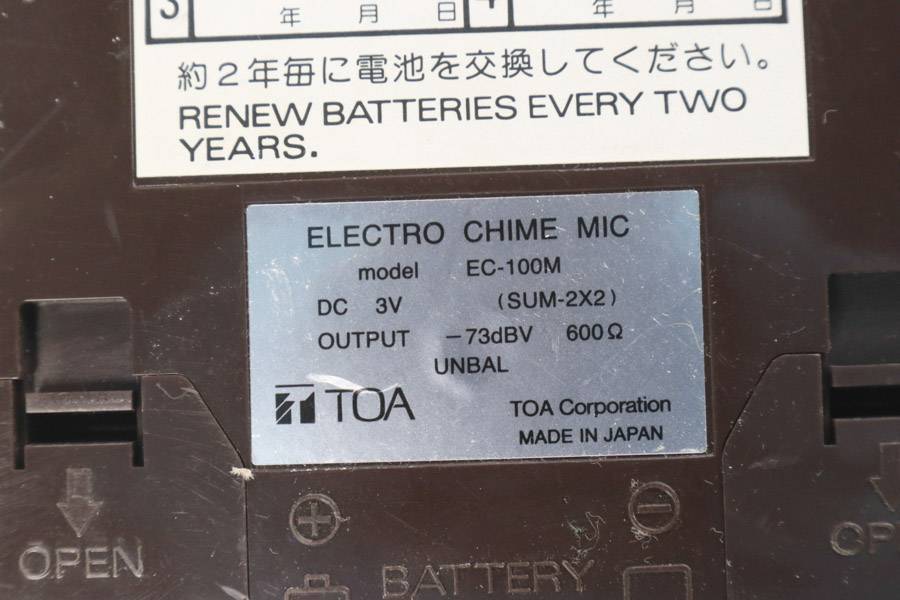 3 年 月 日 4 年 月 日
約2年毎に電池を交換してください。
RENEW BATTERIES EVERY TWO
YEARS.
ELECTRO CHIME MIC
model EC-100M
DC 3V (SUM-2X2)
OUTPUT -73dBV 600Ω
UNBAL
TOA TOA Corporation
MADE IN JAPAN
OPEN
BATTERY